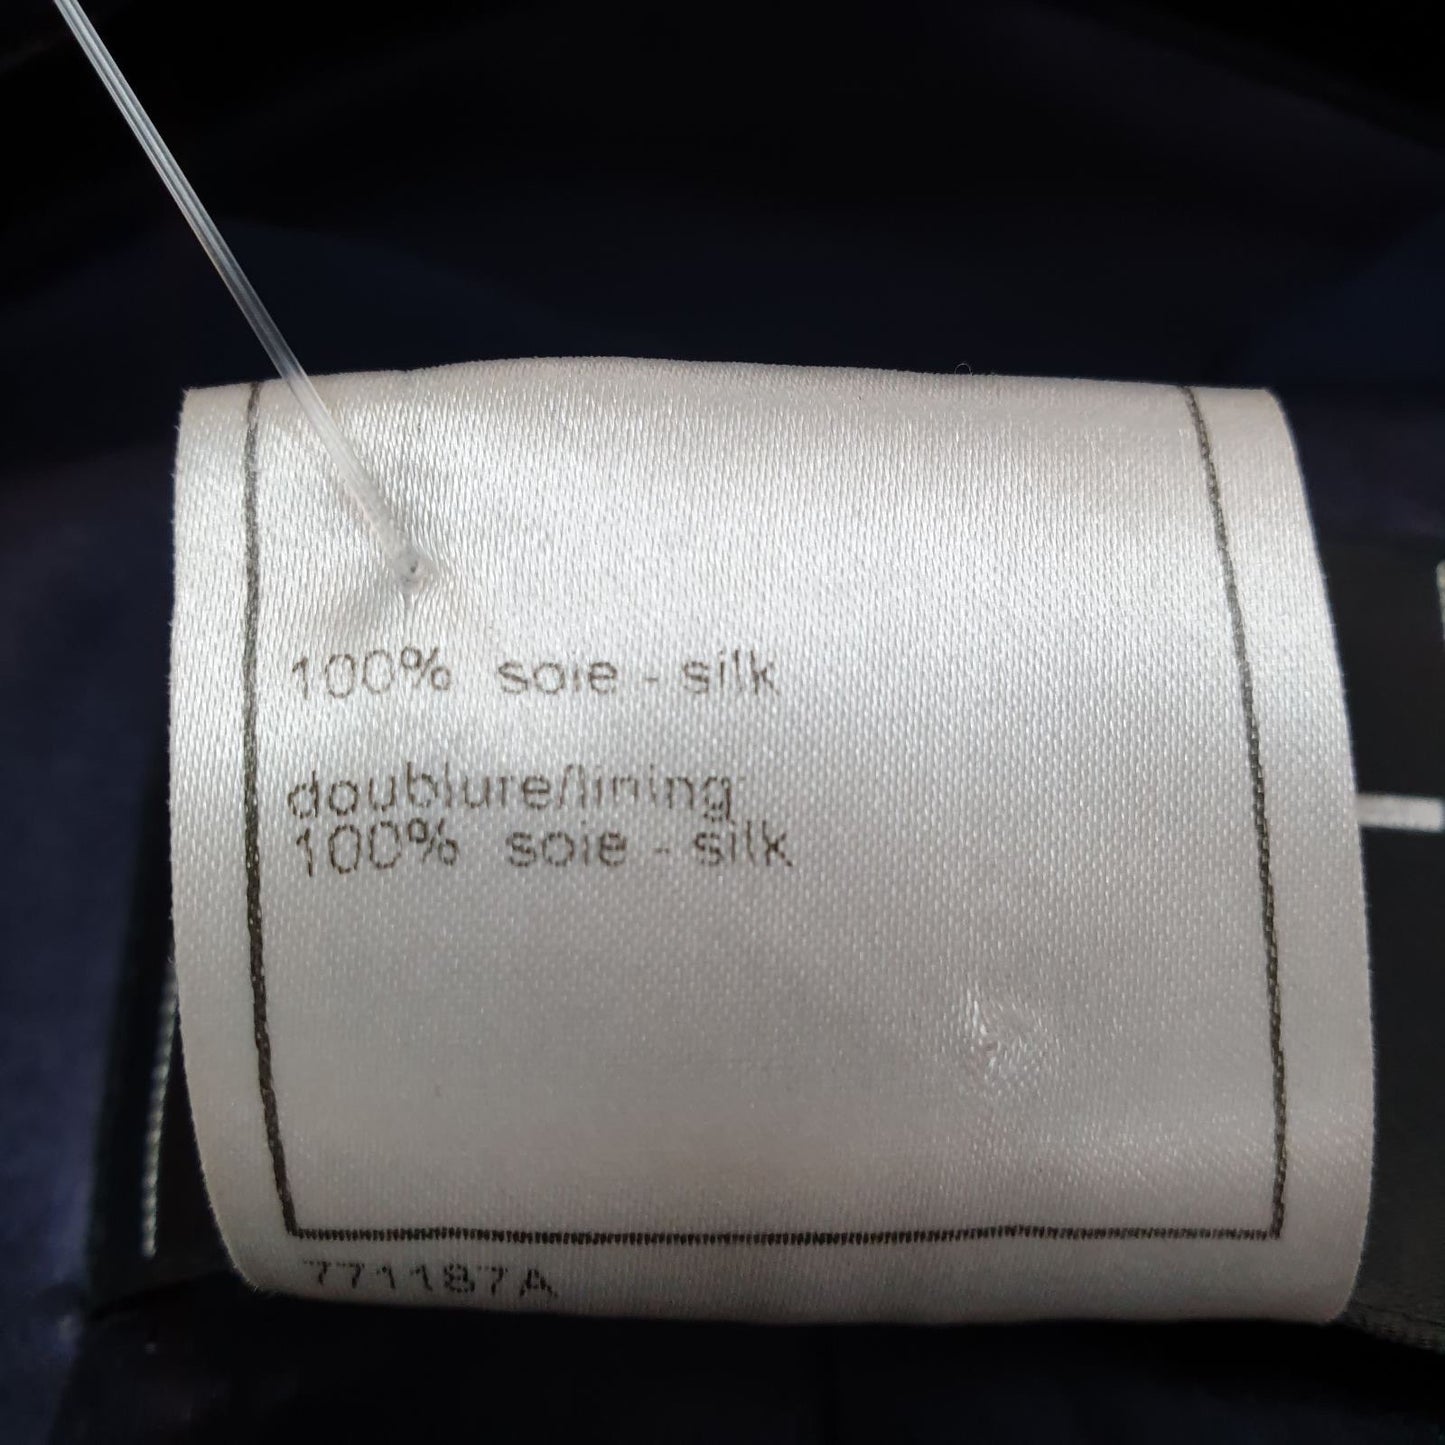 100% soie - silk
doublure/lining
100% soie - silk
771187A